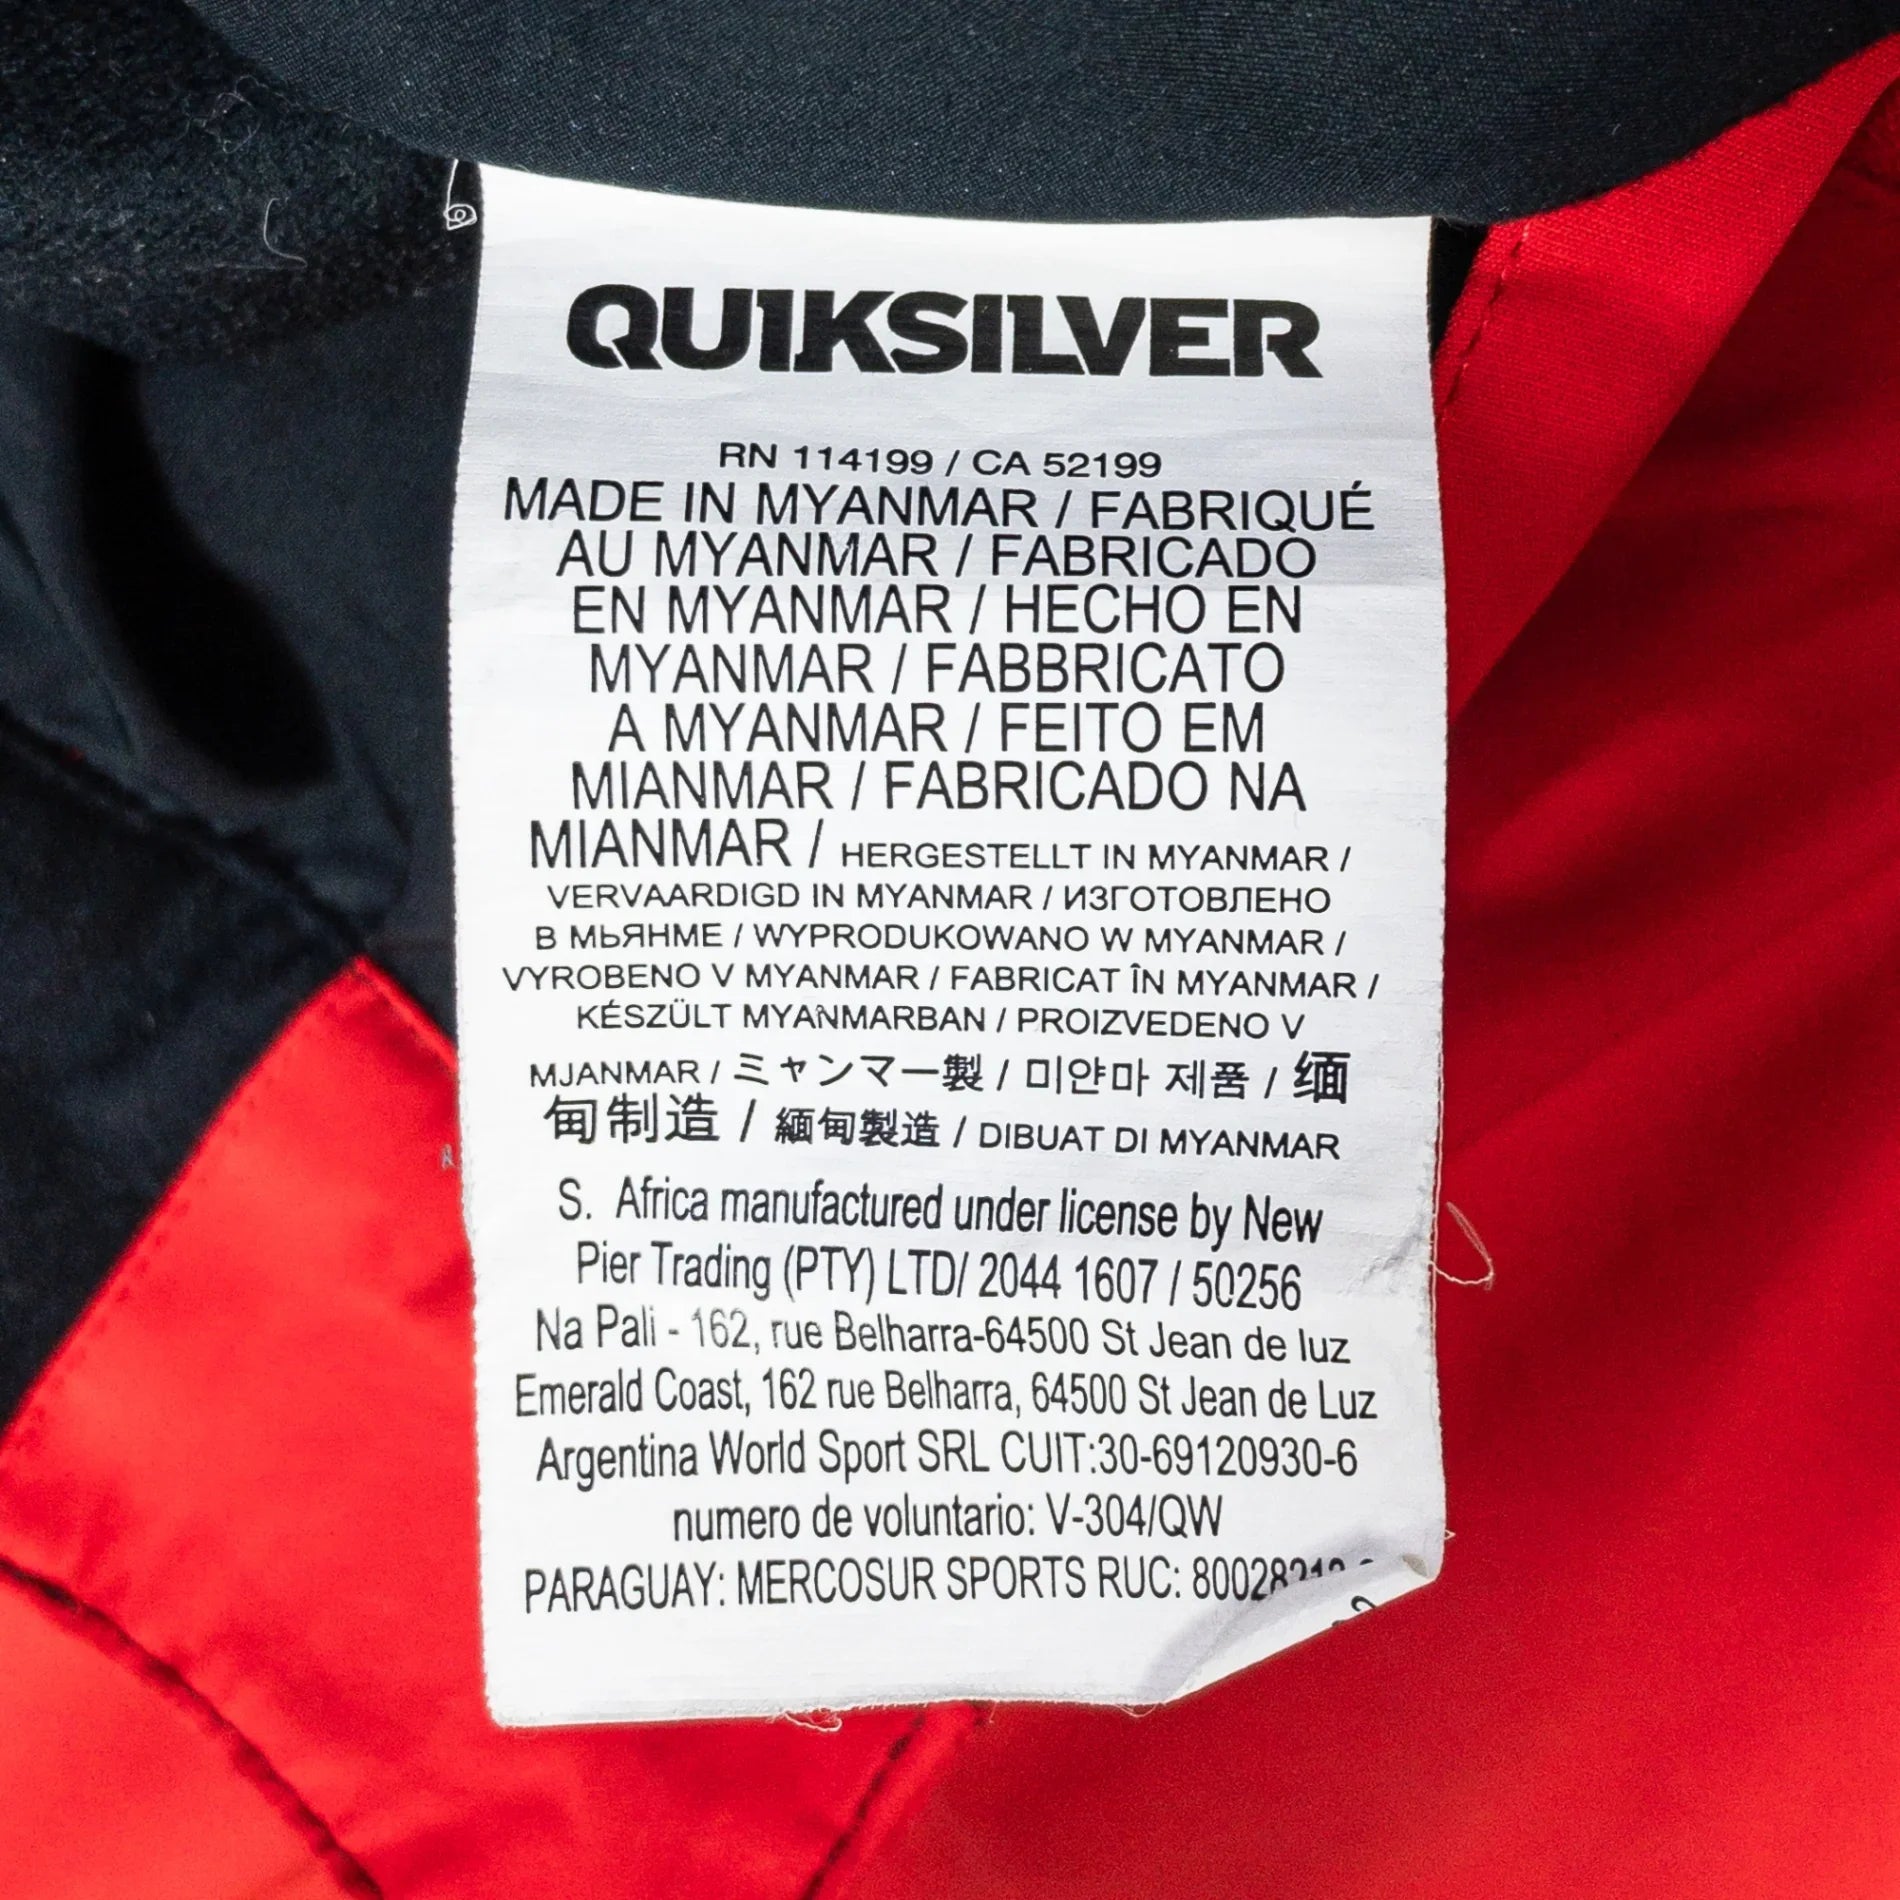 QUIKSILVER
RN 114199 / CA 52199
MADE IN MYANMAR / FABRIQUÉ
AU MYANMAR / FABRICADO
EN MYANMAR / HECHO EN
MYANMAR / FABBRICATO
A MYANMAR / FEITO EM
MIANMAR / FABRICADO NA
MIANMAR / HERGESTELLT IN MYANMAR /
VERVAARDIGD IN MYANMAR / ИЗГОТОВЛЕНО
В МЬЯНМЕ / WYPRODUKOWANO W MYANMAR /
VYROBENO V MYANMAR / FABRICAT ÎN MYANMAR /
KÉSZÜLT MYANMARBAN / PROIZVEDENO V
MJANMAR / ミャンマー製 / 미얀마 제품 / 缅
甸制造 / 緬甸製造 / DIBUAT DI MYANMAR
S. Africa manufactured under license by New
Pier Trading (PTY) LTD/ 2044 1607 / 50256
Na Pali - 162, rue Belharra-64500 St Jean de luz
Emerald Coast, 162 rue Belharra, 64500 St Jean de Luz
Argentina World Sport SRL CUIT:30-69120930-6
numero de voluntario: V-304/QW
PARAGUAY: MERCOSUR SPORTS RUC: